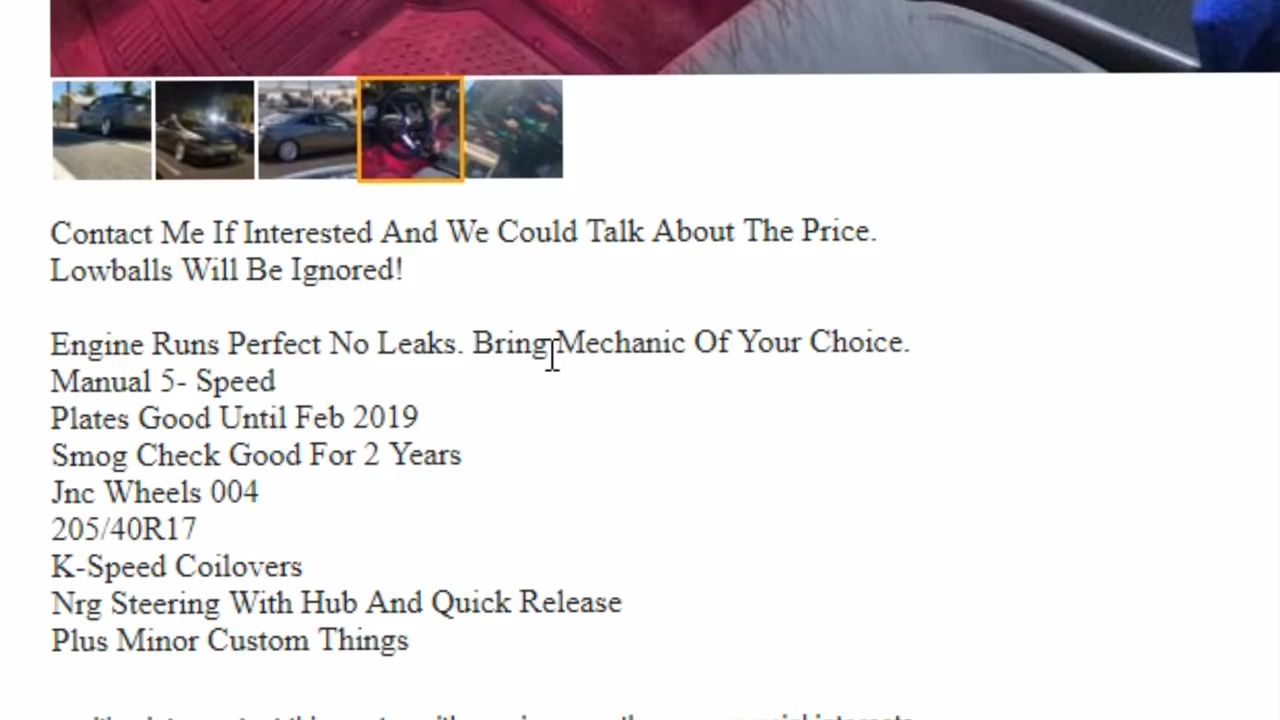 Contact Me If Interested And We Could Talk About The Price.
Lowballs Will Be Ignored!
Engine Runs Perfect No Leaks. Bring Mechanic Of Your Choice.
Manual 5- Speed
Plates Good Until Feb 2019
Smog Check Good For 2 Years
Jnc Wheels 004
205/40R17
K-Speed Coilovers
Nrg Steering With Hub And Quick Release
Plus Minor Custom Things